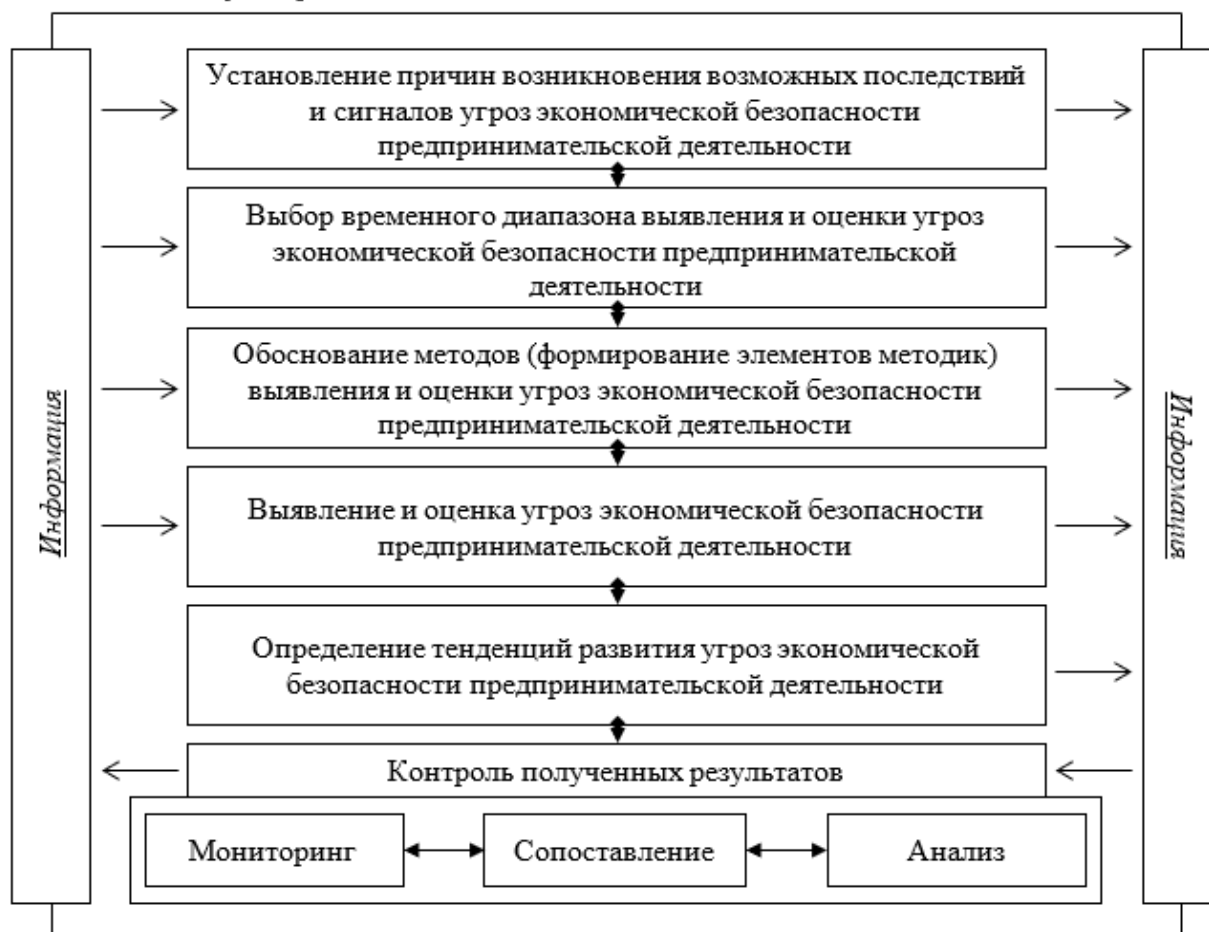 Информация
Установление причин возникновения возможных последствий
и сигналов угроз экономической безопасности
предпринимательской деятельности
Выбор временного диапазона выявления и оценки угроз
экономической безопасности предпринимательской
деятельности
Обоснование методов (формирование элементов методик)
выявления и оценки угроз экономической безопасности
предпринимательской деятельности
Выявление и оценка угроз экономической безопасности
предпринимательской деятельности
Определение тенденций развития угроз экономической
безопасности предпринимательской деятельности
Контроль полученных результатов
Мониторинг
Сопоставление
Анализ
Информация